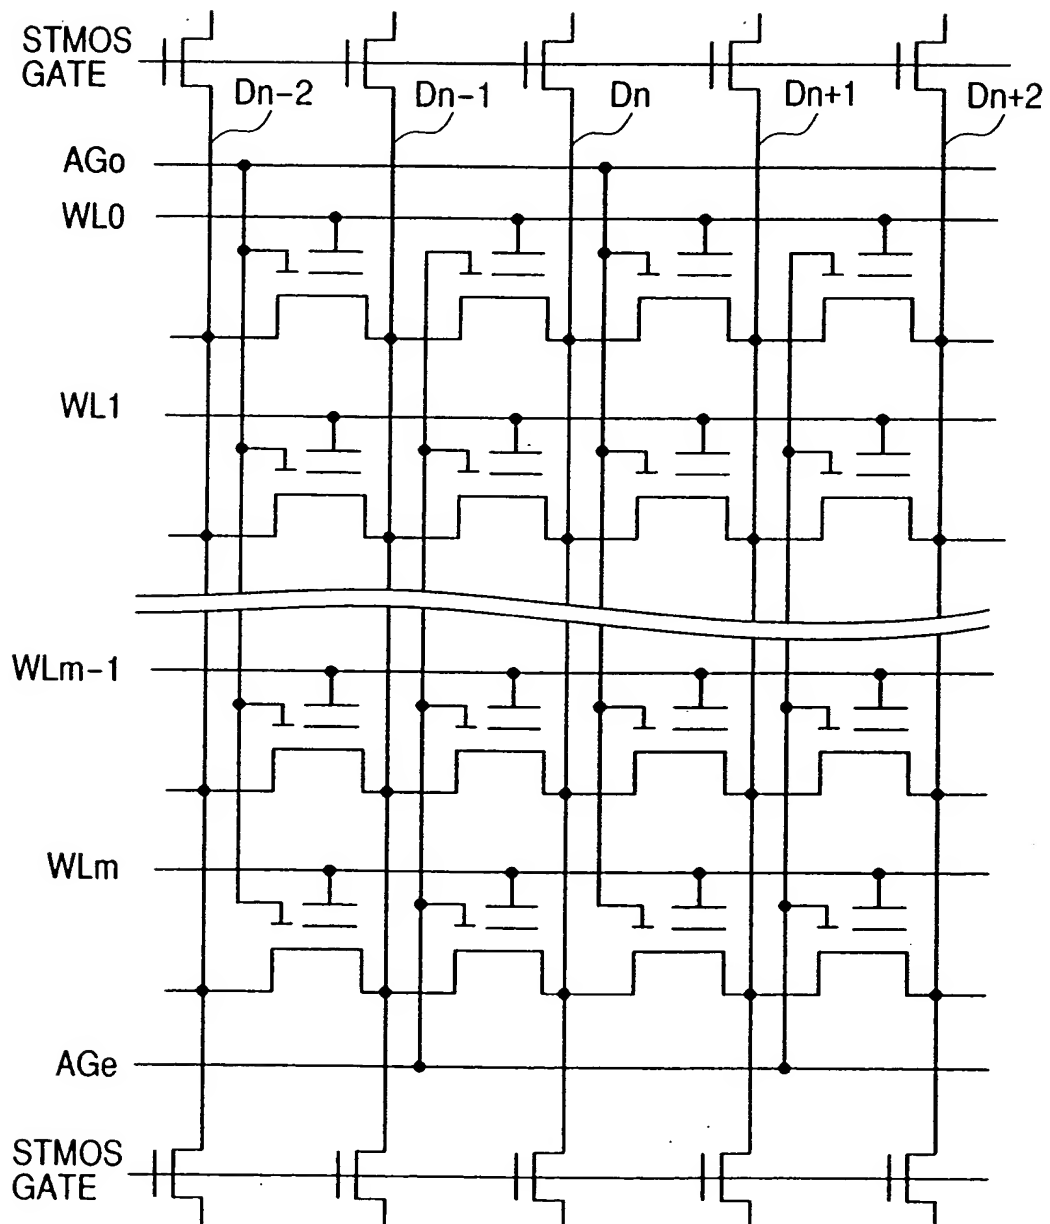 STMOS
GATE
Dn-2
Dn-1
Dn
Dn+1
Dn+2
AGo
WL0
WL1
WLm-1
WLm
AGe
STMOS
GATE